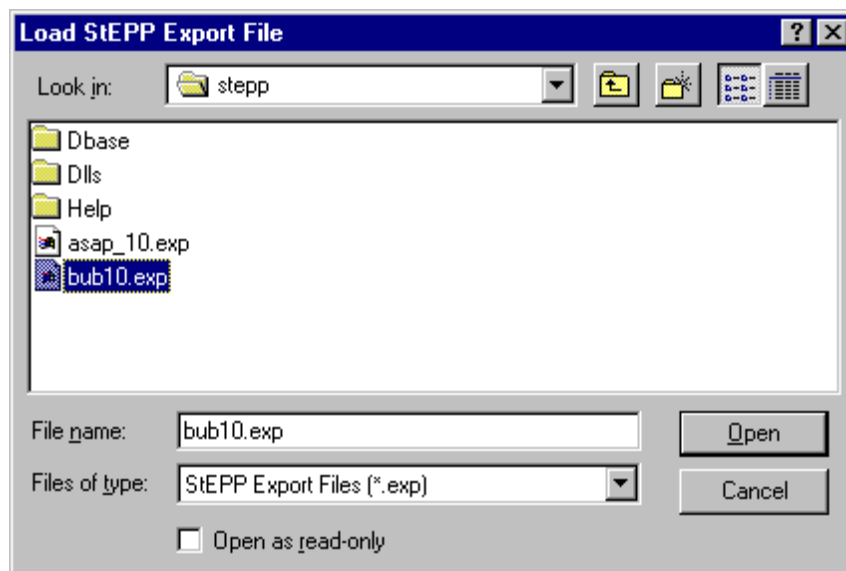 Load StEPP Export File
Look in: stepp
Dbase
Dlls
Help
asap_10.exp
bub10.exp
File name: bub10.exp Open
Files of type: StEPP Export Files (*.exp) Cancel
Open as read-only